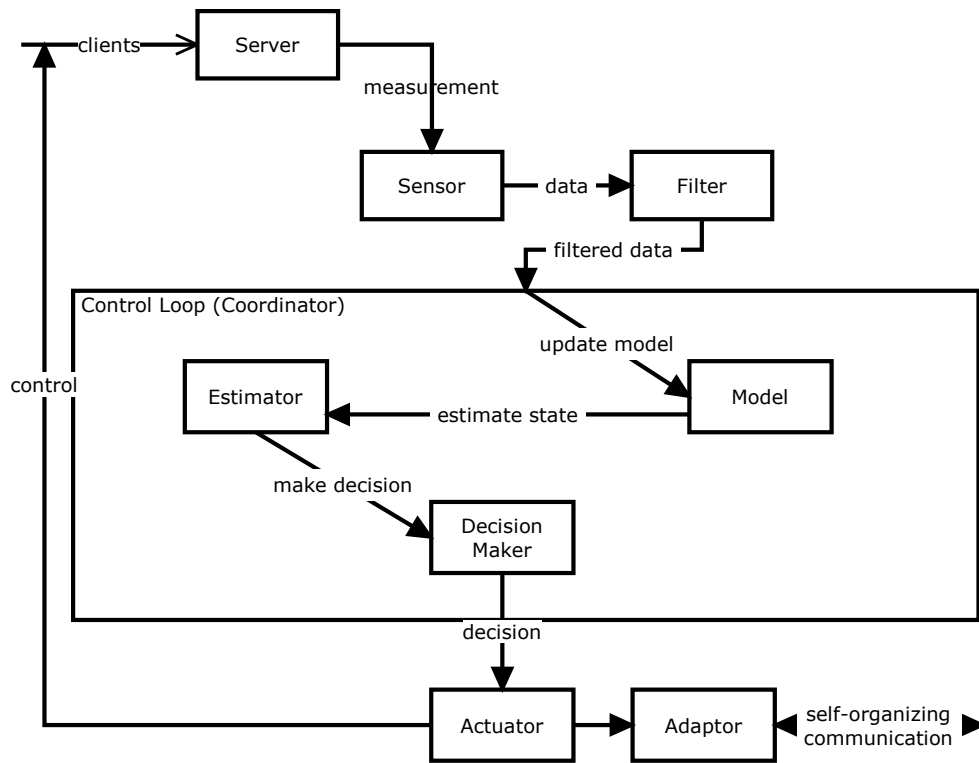 clients
Server
measurement
Sensor
data
Filter
filtered data
Control Loop (Coordinator)
update model
control
Estimator
estimate state
Model
make decision
Decision
Maker
decision
Actuator
Adaptor
self-organizing
communication